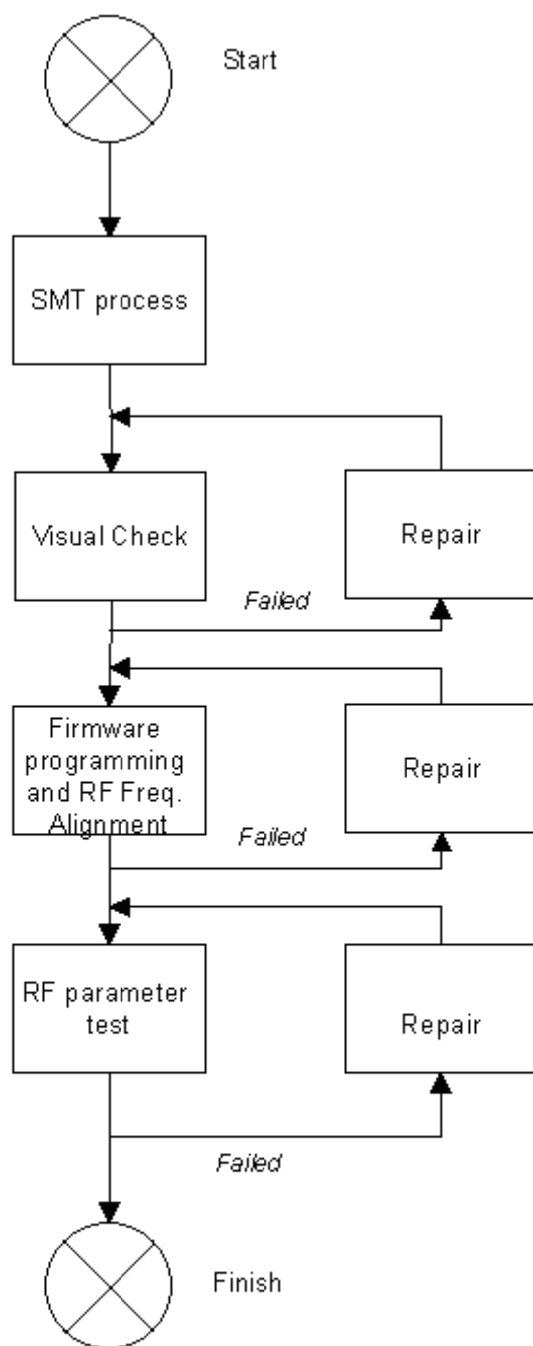 Start
SMT process
Visual Check
Repair
Failed
Firmware
programming
and RF Freq.
Alignment
Repair
Failed
RF parameter
test
Repair
Failed
Finish